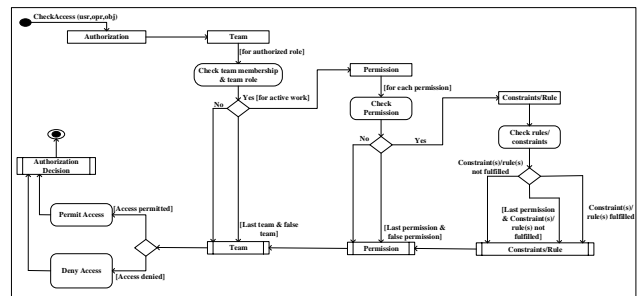 CheckAccess (usr,opr,obj)
Authorization
Team
[for authorized role]
Check team membership
& team role
Yes [for active work]
No
Permission
[for each permission]
Check
Permission
No
Yes
Constraints/Rule
Check rules/
constraints
Constraint(s)/rule(s)
not fulfilled
Constraint(s)/
rule(s) fulfilled
[Last permission
& Constraint(s)/
rule(s) not
fulfilled]
Constraints/Rule
[Last permission &
false permission]
Permission
[Last team & false
team]
Team
[Access permitted]
Permit Access
[Access denied]
Deny Access
Authorization
Decision